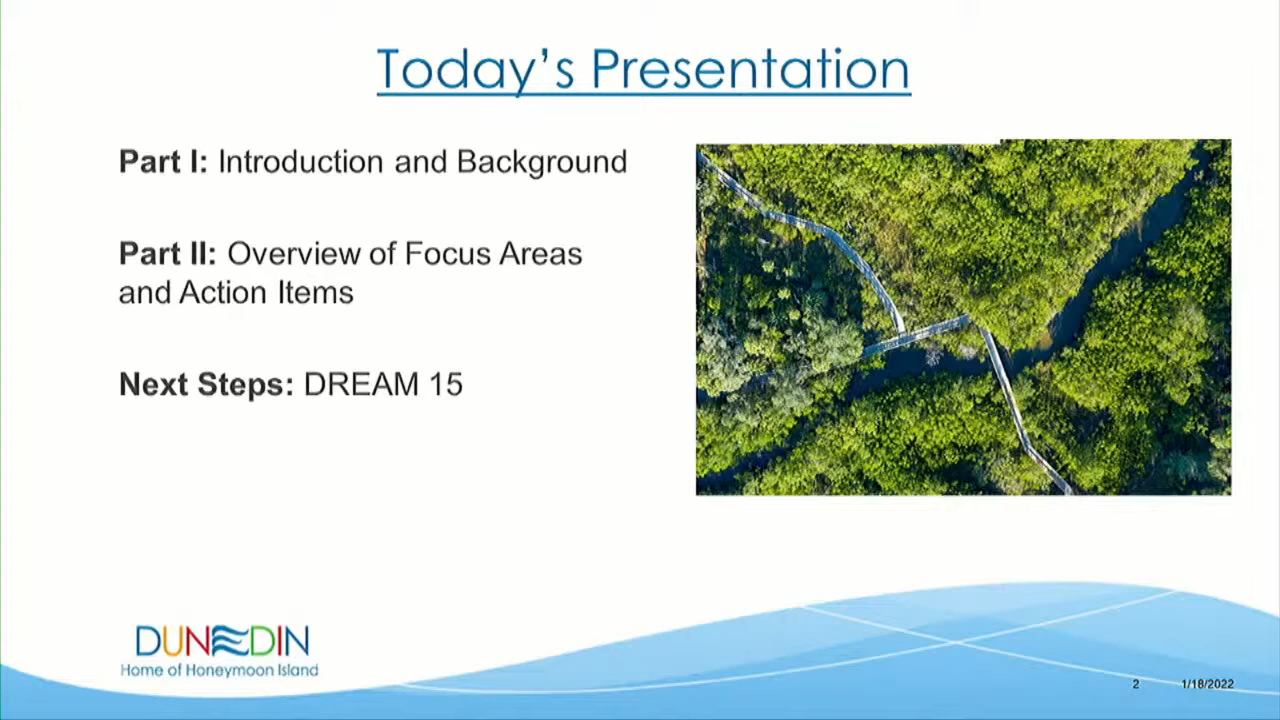 Today's Presentation
Part I: Introduction and Background
Part II: Overview of Focus Areas
and Action Items
Next Steps: DREAM 15
DUNEDIN
Home of Honeymoon Island
2 1/18/2022